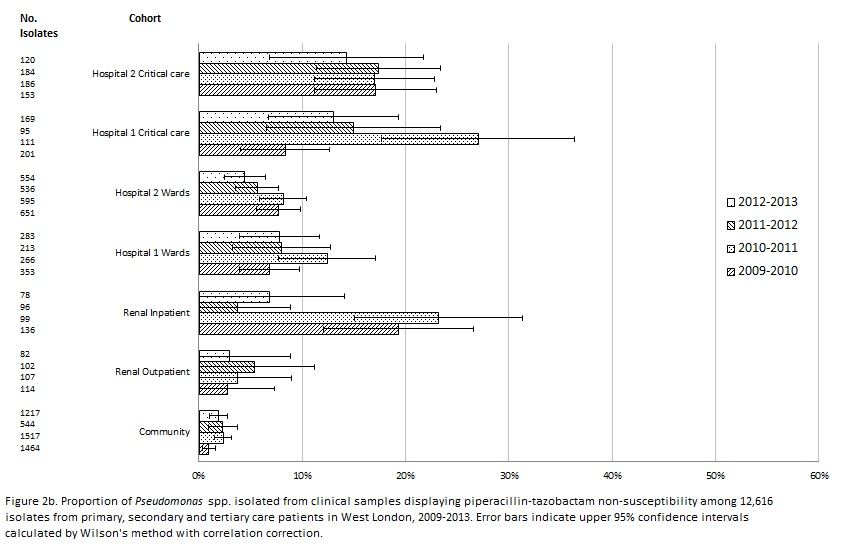 No. Isolates
Cohort
120
184
186
153
Hospital 2 Critical care
169
95
111
201
Hospital 1 Critical care
554
536
595
651
Hospital 2 Wards
283
213
266
353
Hospital 1 Wards
78
96
99
136
Renal Inpatient
82
102
107
114
Renal Outpatient
1217
544
1517
1464
Community
2012-2013
2011-2012
2010-2011
2009-2010
0% 10% 20% 30% 40% 50% 60%
Figure 2b. Proportion of Pseudomonas spp. isolated from clinical samples displaying piperacillin-tazobactam non-susceptibility among 12,616
isolates from primary, secondary and tertiary care patients in West London, 2009-2013. Error bars indicate upper 95% confidence intervals
calculated by Wilson's method with correlation correction.